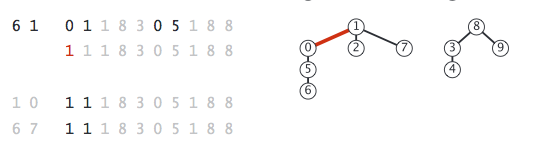 6 1 0 1 1 8 3 0 5 1 8 8
1 1 1 8 3 0 5 1 8 8
1 0 1 1 1 8 3 0 5 1 8 8
6 7 1 1 1 8 3 0 5 1 8 8
1 8
0 2 7 3 9
5 4
6